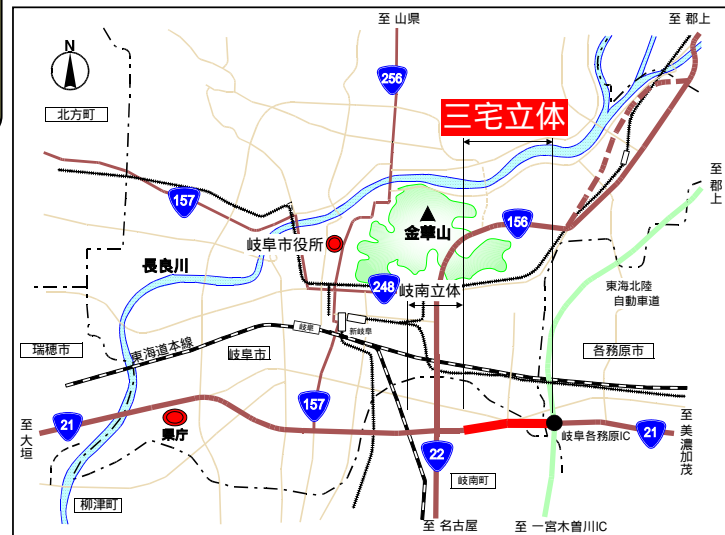 至 山県
至 郡上
N
256
北方町
三宅立体
至 郡上
157
156
金華山
岐阜市役所
長良川
248
岐南立体
東海北陸
自動車道
岐阜
新岐阜
東海道本線
瑞穂市
岐阜市
各務原市
157
至 大垣
21
県庁
岐阜各務原IC
21
至 美濃加茂
22
岐南町
柳津町
至 名古屋
至 一宮木曽川IC